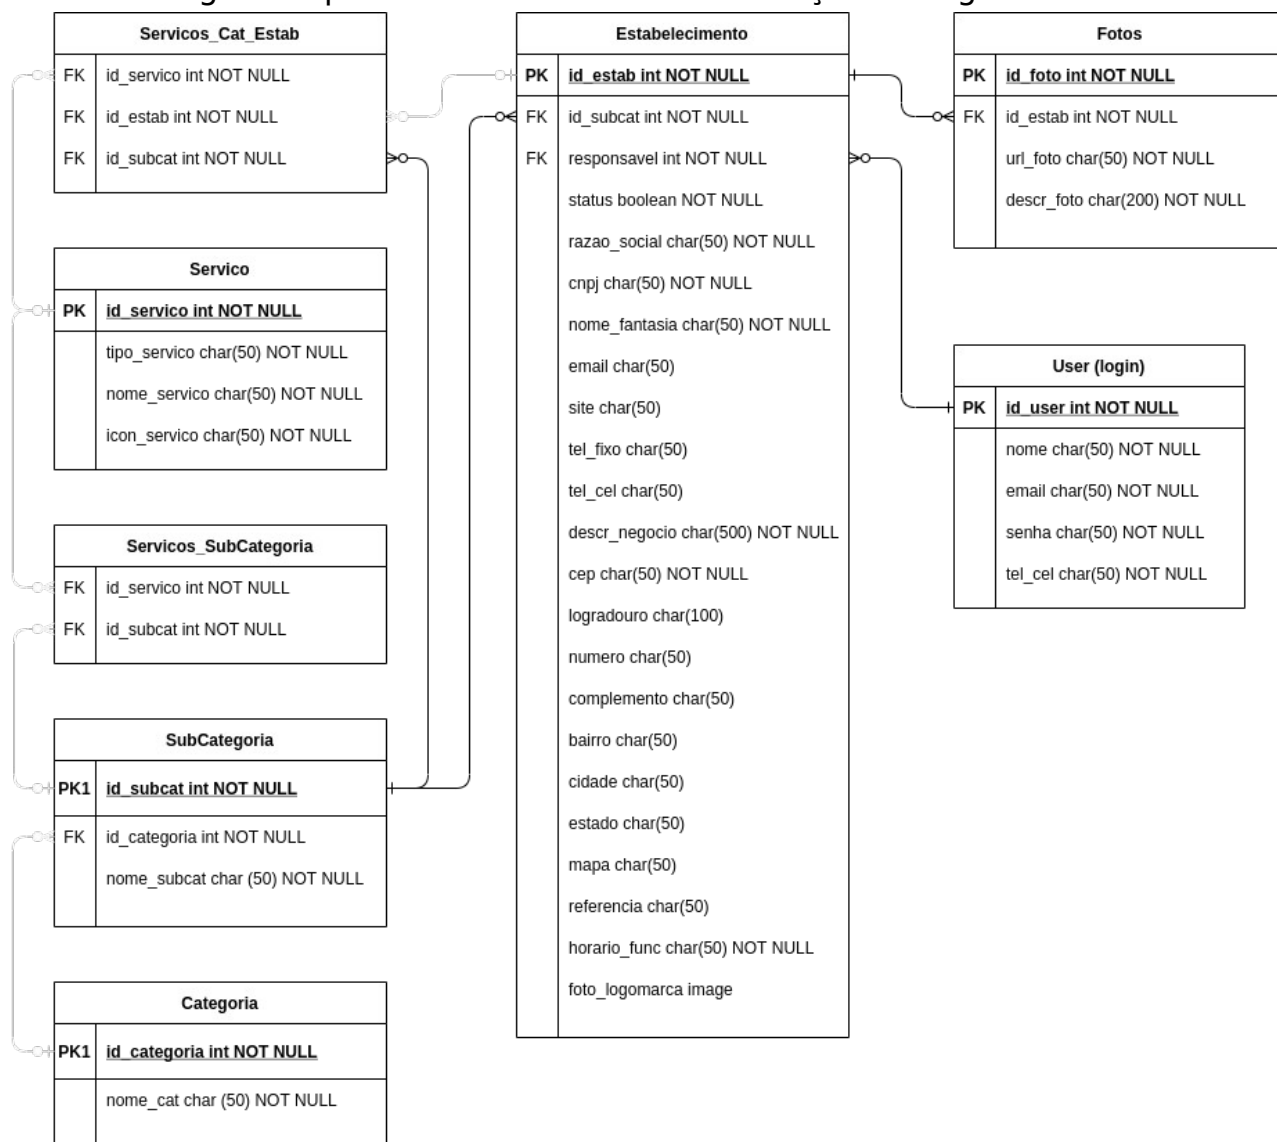 Servicos_Cat_Estab
FK id_servico int NOT NULL
FK id_estab int NOT NULL
FK id_subcat int NOT NULL
Servico
PK id_servico int NOT NULL
tipo_servico char(50) NOT NULL
nome_servico char(50) NOT NULL
icon_servico char(50) NOT NULL
Servicos_SubCategoria
FK id_servico int NOT NULL
FK id_subcat int NOT NULL
SubCategoria
PK1 id_subcat int NOT NULL
FK id_categoria int NOT NULL
nome_subcat char (50) NOT NULL
Categoria
PK1 id_categoria int NOT NULL
nome_cat char (50) NOT NULL
Estabelecimento
PK id_estab int NOT NULL
FK id_subcat int NOT NULL
FK responsavel int NOT NULL
status boolean NOT NULL
razao_social char(50) NOT NULL
cnpj char(50) NOT NULL
nome_fantasia char(50) NOT NULL
email char(50)
site char(50)
tel_fixo char(50)
tel_cel char(50)
descr_negocio char(500) NOT NULL
cep char(50) NOT NULL
logradouro char(100)
numero char(50)
complemento char(50)
bairro char(50)
cidade char(50)
estado char(50)
mapa char(50)
referencia char(50)
horario_func char(50) NOT NULL
foto_logomarca image
Fotos
PK id_foto int NOT NULL
FK id_estab int NOT NULL
url_foto char(50) NOT NULL
descr_foto char(200) NOT NULL
User (login)
PK id_user int NOT NULL
nome char(50) NOT NULL
email char(50) NOT NULL
senha char(50) NOT NULL
tel_cel char(50) NOT NULL